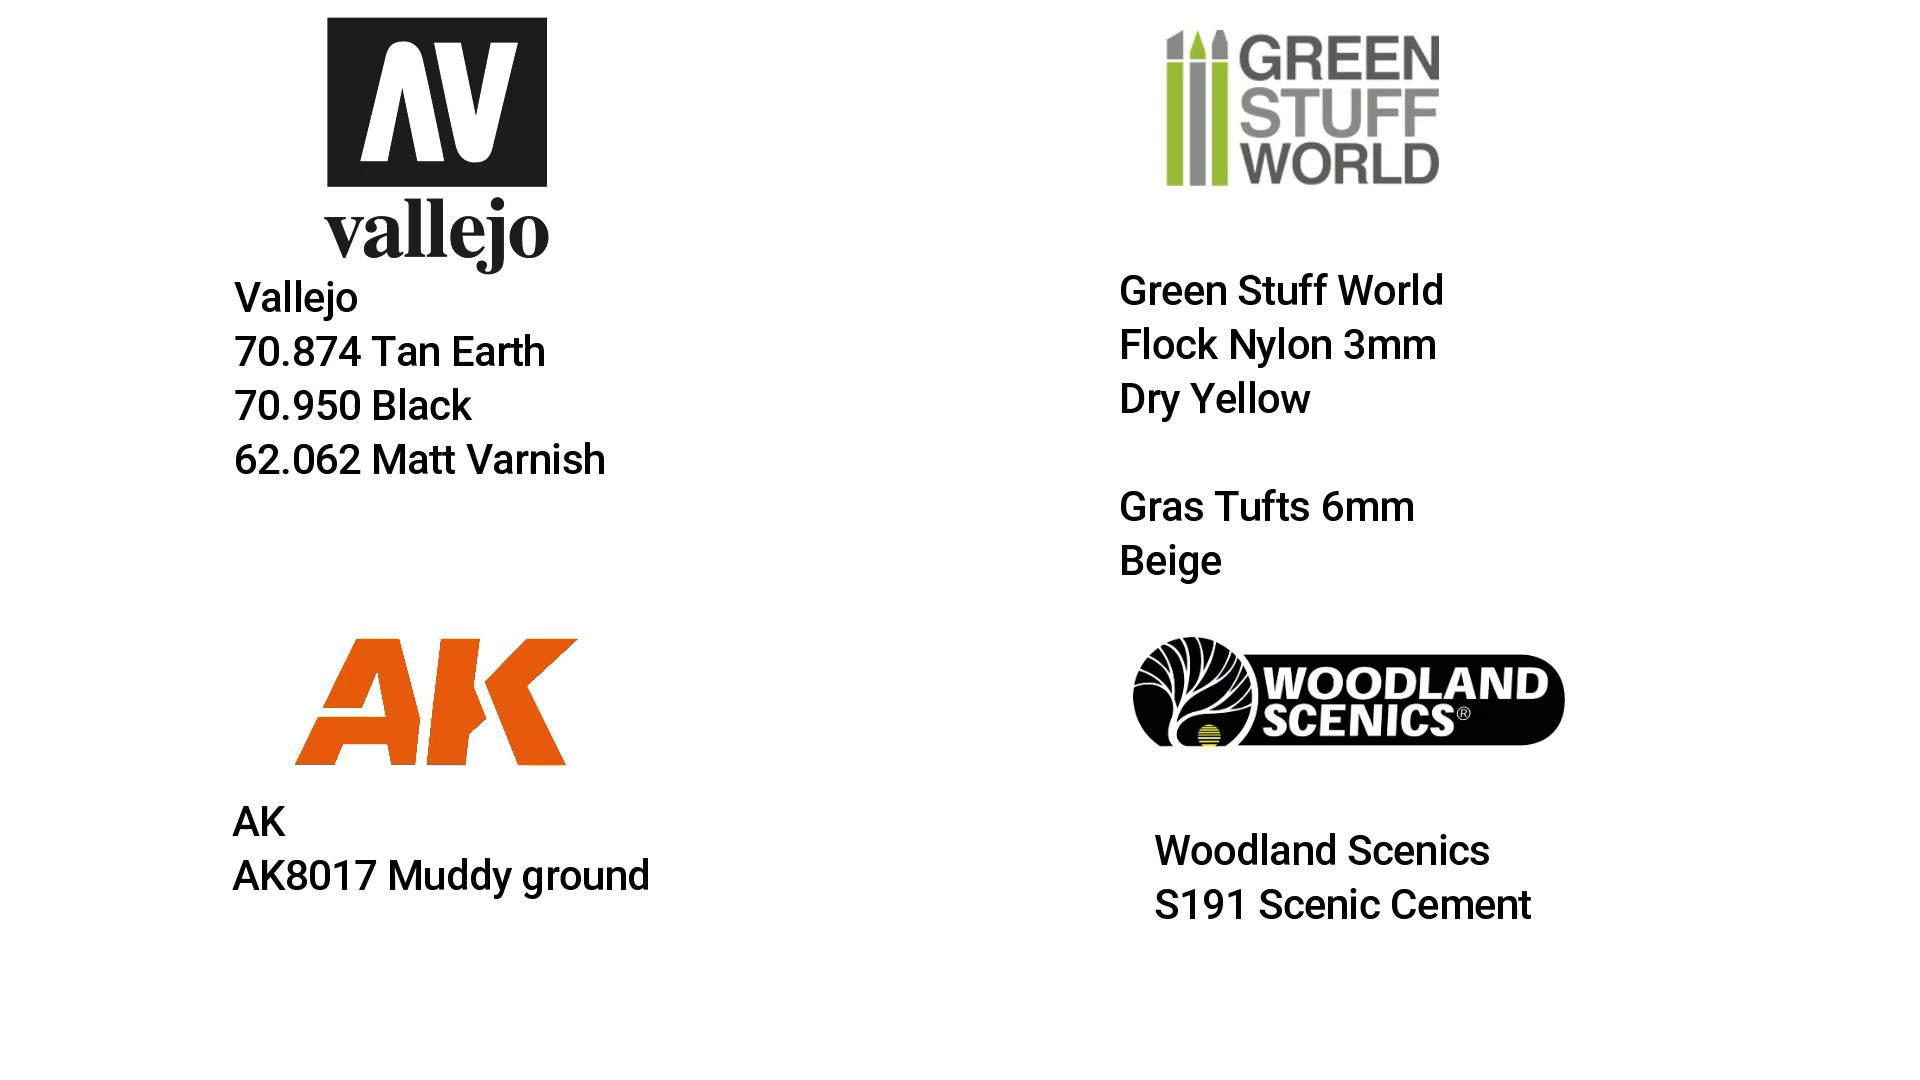 AV
vallejo
Vallejo
70.874 Tan Earth
70.950 Black
62.062 Matt Varnish
GREEN
STUFF
WORLD
Green Stuff World
Flock Nylon 3mm
Dry Yellow
Gras Tufts 6mm
Beige
AK
AK
AK8017 Muddy ground
WOODLAND
SCENICS®
Woodland Scenics
S191 Scenic Cement